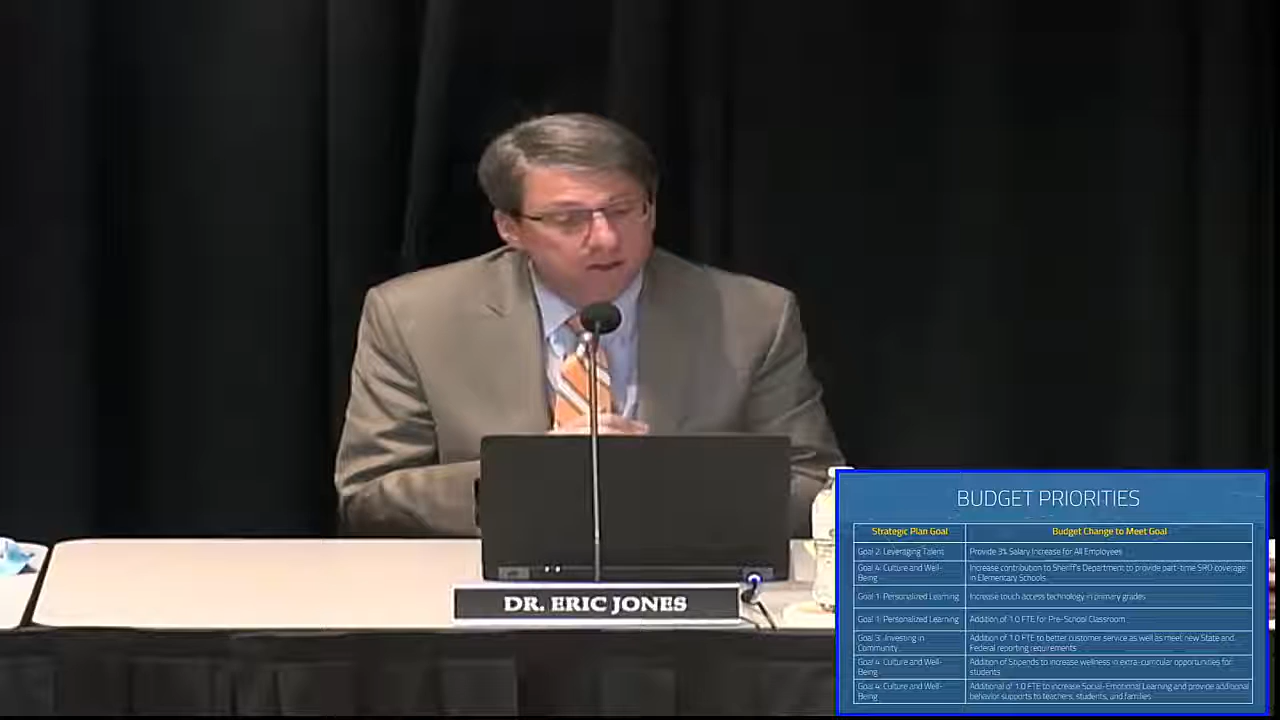 DR. ERIC JONES
BUDGET PRIORITIES
Strategic Plan Goal
Budget Change to Meet Goal
Goal 2: Leveraging Talent
Provide 3% Salary Increase for All Employees
Goal 4: Culture and Well-
Being
Increase contribution to Sheriff's Department to provide part-time SRO coverage
in Elementary Schools
Goal 1: Personalized Learning
Increase touch access technology in primary grades
Goal 1: Personalized Learning
Addition of 1.0 FTE for Pre-School Classroom
Goal 3: Investing in
Community
Addition of 1.0 FTE to better customer service as well as meet new State and
Federal reporting requirements
Goal 4: Culture and Well-
Being
Addition of Stipends to increase wellness in extra-curricular opportunities for
students
Goal 4: Culture and Well-
Being
Additional of 1.0 FTE to increase Social-Emotional Learning and provide additional
behavior supports to teachers, students, and families